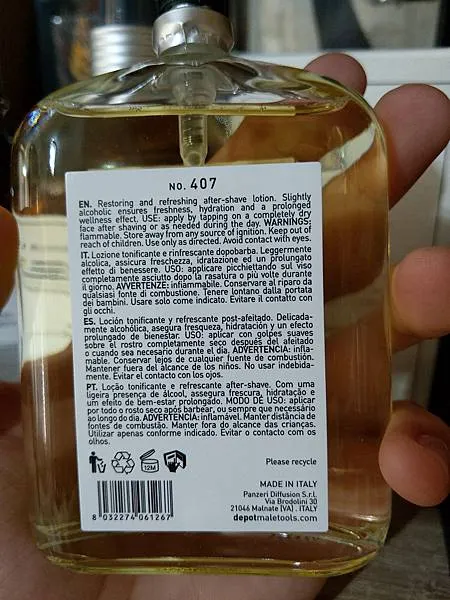 NO. 407
EN. Restoring and refreshing after-shave lotion. Slightly
alcoholic ensures freshness, hydration and a prolonged
wellness effect. USE: apply by tapping on a completely dry
face after shaving or as needed during the day. WARNINGS:
flammable. Store away from any source of ignition. Keep out of
reach of children. Use only as directed. Avoid contact with eyes.
IT. Lozione tonificante e rinfrescante dopobarba. Leggermente
alcolica, assicura freschezza, idratazione ed un prolungato
effetto di benessere. USO: applicare picchiettando sul viso
completamente asciutto dopo la rasatura o più volte durante
il giorno. AVVERTENZE: infiammabile. Conservare al riparo da
qualsiasi fonte di combustione. Tenere lontano dalla portata
dei bambini. Usare solo come indicato. Evitare il contatto con
gli occhi.
ES. Loción tonificante y refrescante post-afeitado. Delicada-
mente alcohólica, asegura fresqueza, hidratación y un efecto
prolongado de bienestar. USO: aplicar con golpes suaves
sobre el rostro completamente seco después del afeitado
o cuando sea necesario durante el día. ADVERTENCIA: infla-
mable. Conservar lejos de cualquier fuente de combustión.
Mantener fuera del alcance de los niños. No usar indebida-
mente. Evitar el contacto con los ojos.
PT. Loção tonificante e refrescante after-shave. Com uma
ligeira presença de álcool, assegura frescura, hidratação e
um efeito de bem-estar prolongado. MODO DE USO: aplicar
por todo o rosto seco após barbear, ou sempre que necessário
ao longo do dia. ADVERTÊNCIA: inflamável. Manter distância de
fontes de combustão. Manter fora do alcance das crianças.
Utilizar apenas conforme indicado. Evitar o contacto com os
olhos.
12M
Please recycle
MADE IN ITALY
Panzeri Diffusion S.r.l.
Via Brodolini 30
21046 Malnate (VA) . ITALY
depotmaletools.com
8 032274 061267